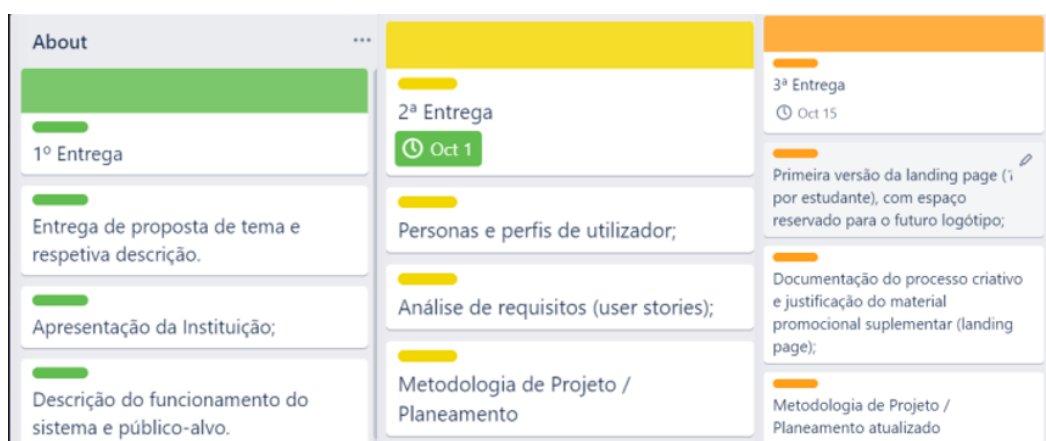 About
1º Entrega
Entrega de proposta de tema e
respetiva descrição.
Apresentação da Instituição;
Descrição do funcionamento do
sistema e público-alvo.
2ª Entrega
Oct 1
Personas e perfis de utilizador;
Análise de requisitos (user stories);
Metodologia de Projeto /
Planeamento
3ª Entrega
Oct 15
Primeira versão da landing page (1
por estudante), com espaço
reservado para o futuro logótipo;
Documentação do processo criativo
e justificação do material
promocional suplementar (landing
page);
Metodologia de Projeto /
Planeamento atualizado